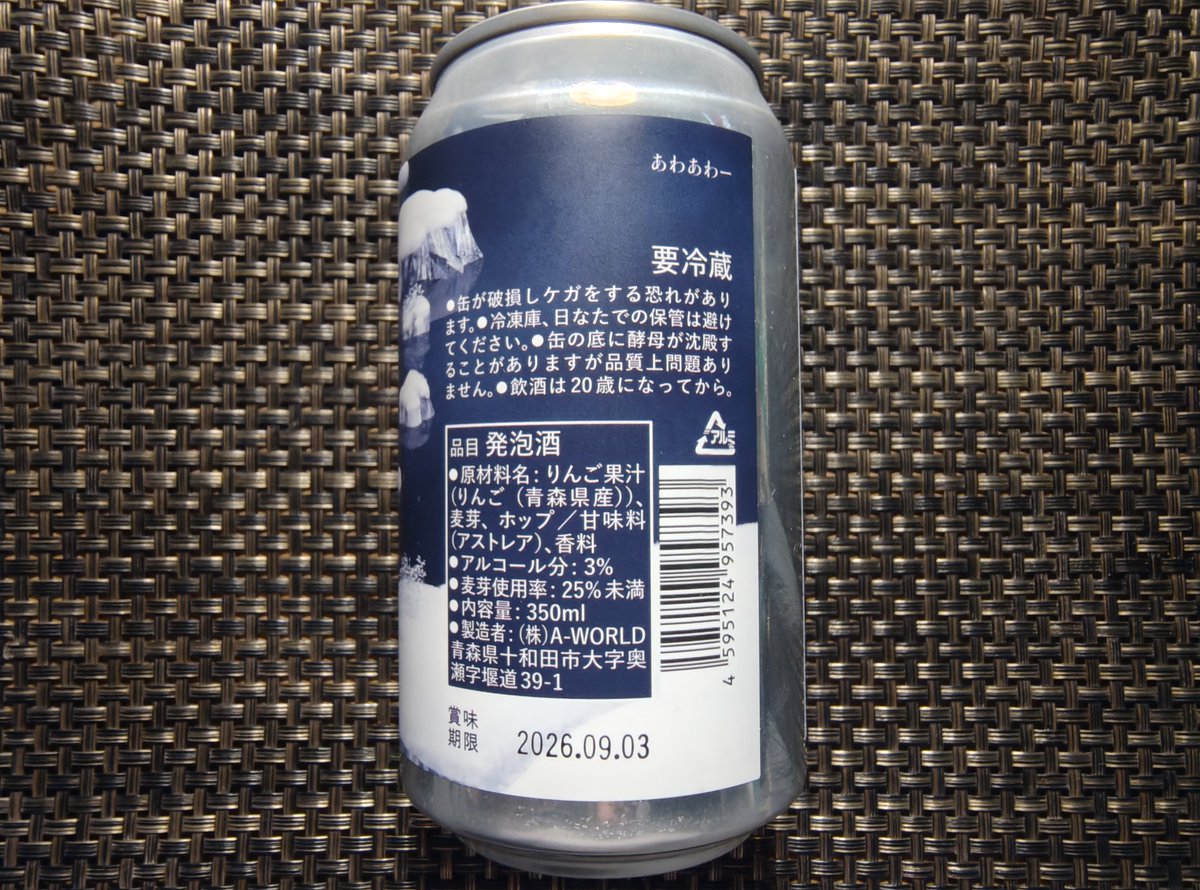 あわあわー
要冷蔵
●缶が破損しケガをする恐れがあり
ます。●冷凍庫、日なたでの保管は避け
てください。●缶の底に酵母が沈殿す
ることがありますが品質上問題あり
ません。●飲酒は20歳になってから。
アルミ
品目 発泡酒
●原材料名：りんご果汁
(りんご（青森県産))、
麦芽、ホップ／甘味料
(アストレア)、香料
●アルコール分：3%
●麦芽使用率：25%未満
●内容量：350ml
●製造者：(株)A-WORLD
青森県十和田市大字奥
瀬字堰道39-1
4 595124 957393
賞味
期限
2026.09.03